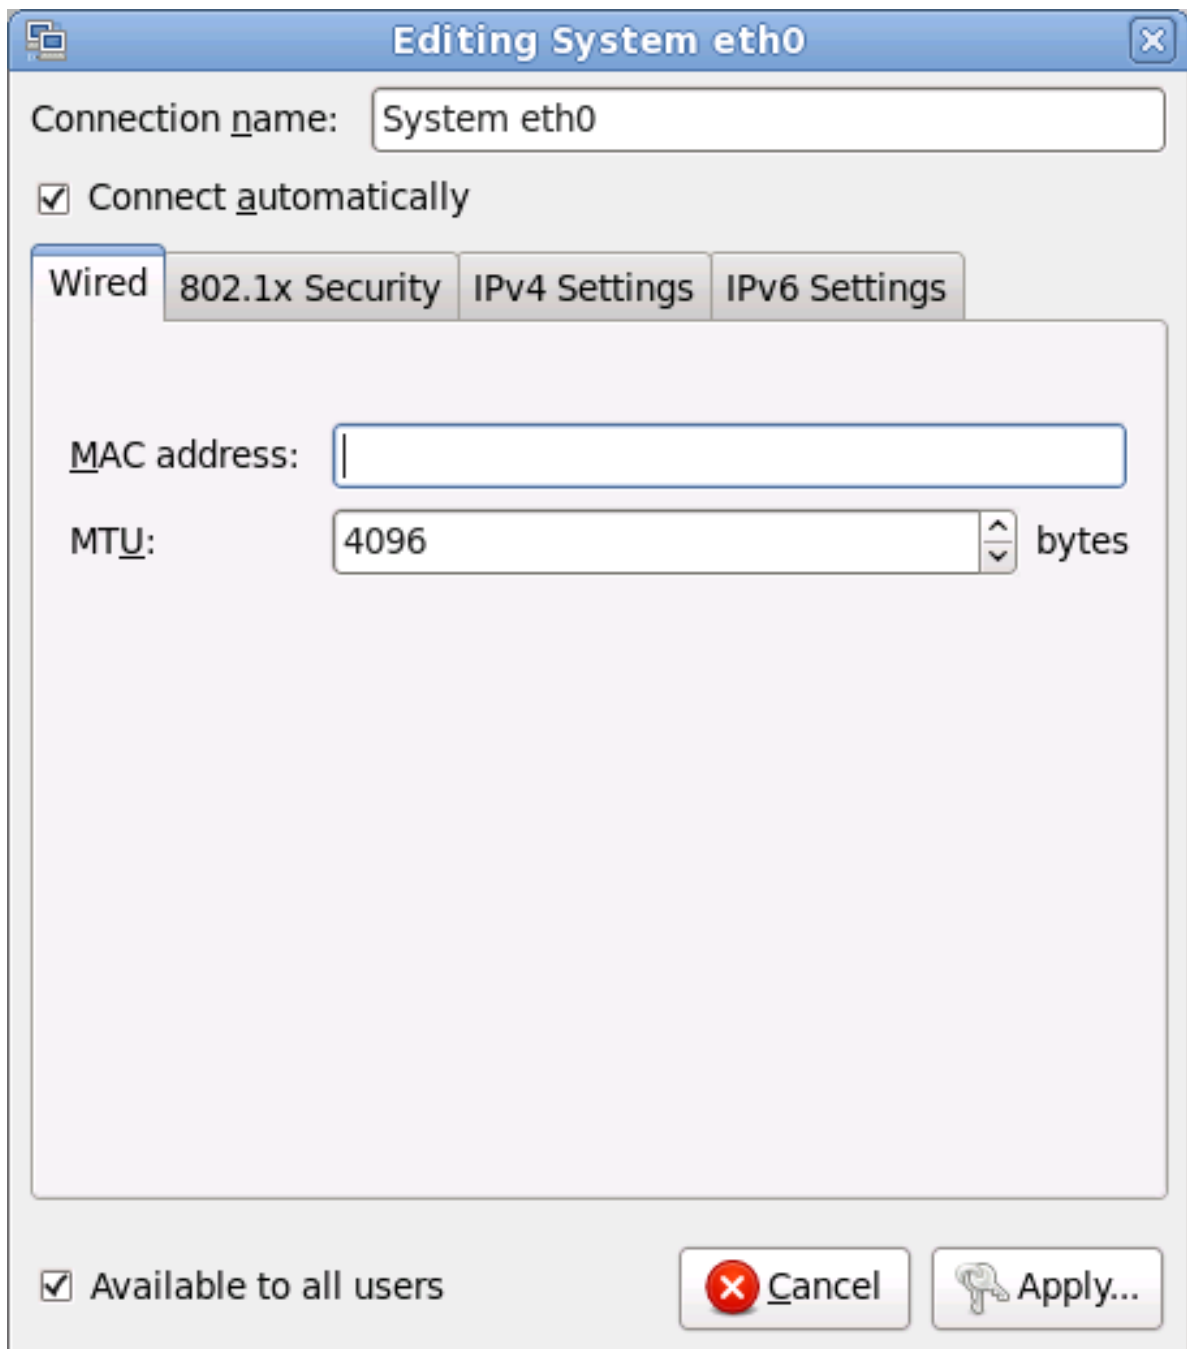 Editing System eth0
Connection name: System eth0
Connect automatically
Wired 802.1x Security IPv4 Settings IPv6 Settings
MAC address:
MTU: 4096 bytes
Available to all users Cancel Apply...